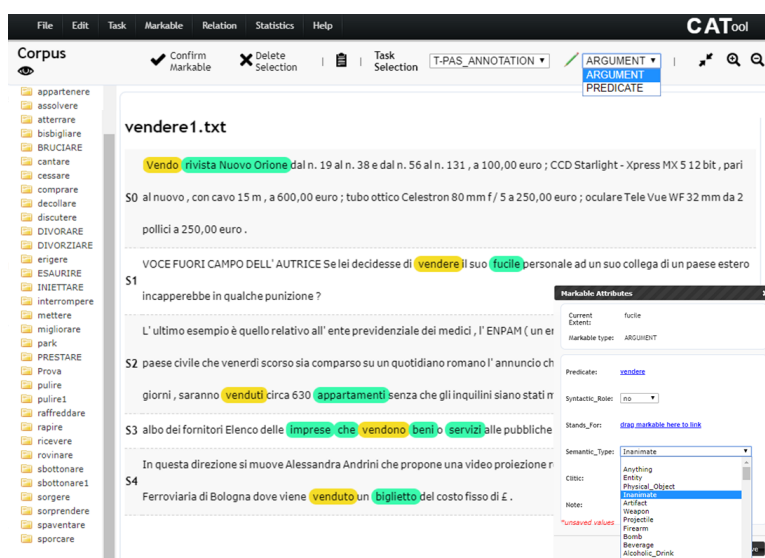 File Edit Task Markable Relation Statistics Help CATool
Corpus
Confirm Markable
Delete Selection
|
|
Task Selection
T-PAS_ANNOTATION
ARGUMENT
|
ARGUMENT
PREDICATE
appartenere
assolvere
atterrare
bisbigliare
BRUCIARE
cantare
cessare
comprare
decollare
discutere
DIVORARE
DIVORZIARE
erigere
ESAURIRE
INIETTARE
interrompere
mettere
migliorare
park
PRESTARE
Prova
pulire
pulire1
raffreddare
rapire
ricevere
rovinare
sbottonare
sbottonare1
sorgere
sorprendere
spaventare
sporcare
vendere1.txt
Vendo rivista Nuovo Orione dal n. 19 al n. 38 e dal n. 56 al n. 131 , a 100,00 euro ; CCD Starlight - Xpress MX 5 12 bit , pari
S0 al nuovo , con cavo 15 m , a 600,00 euro ; tubo ottico Celestron 80 mm f / 5 a 250,00 euro ; oculare Tele Vue WF 32 mm da 2
pollici a 250,00 euro .
VOCE FUORI CAMPO DELL' AUTRICE Se lei decidesse di vendere il suo fucile personale ad un suo collega di un paese estero
S1
incapperebbe in qualche punizione ?
L' ultimo esempio è quello relativo all' ente previdenziale dei medici , l' ENPAM ( un er
S2 paese civile che venerdì scorso sia comparso su un quotidiano romano l' annuncio ch
giorni , saranno venduti circa 630 appartamenti senza che gli inquilini siano stati m
S3 albo dei fornitori Elenco delle imprese che vendono beni o servizi alle pubbliche
In questa direzione si muove Alessandra Andrini che propone una video proiezione
S4
Ferroviaria di Bologna dove viene venduto un biglietto del costo fisso di £ .
Markable Attributes
Current Extent: fucile
Markable type: ARGUMENT
Predicate: vendere
Syntactic_Role: no
Stands_For: drag markable here to link
Semantic_Type: Inanimate
Clitic:
Note:
*unsaved values
Anything
Entity
Physical_Object
Inanimate
Artifact
Weapon
Projectile
Firearm
Bomb
Beverage
Alcoholic_Drink